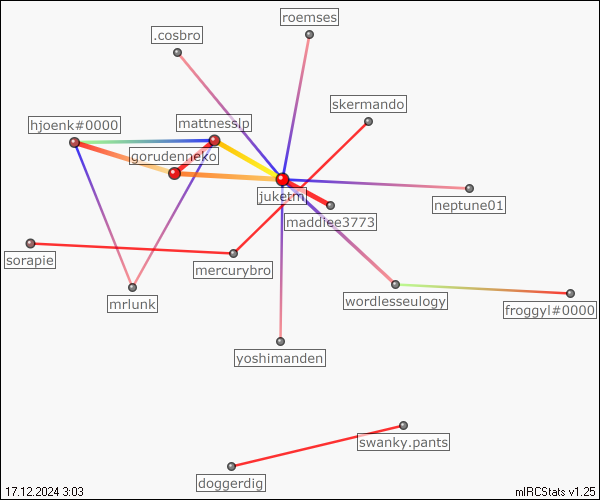 roemses
.cosbro
skermando
hjoenk#0000
mattnesslp
gorudenneko
juketm
neptune01
maddiee3773
sorapie
mercurybro
mrlunk
wordlesseulogy
froggyl#0000
yoshimanden
swanky.pants
doggerdig
17.12.2024 3:03
mIRCStats v1.25